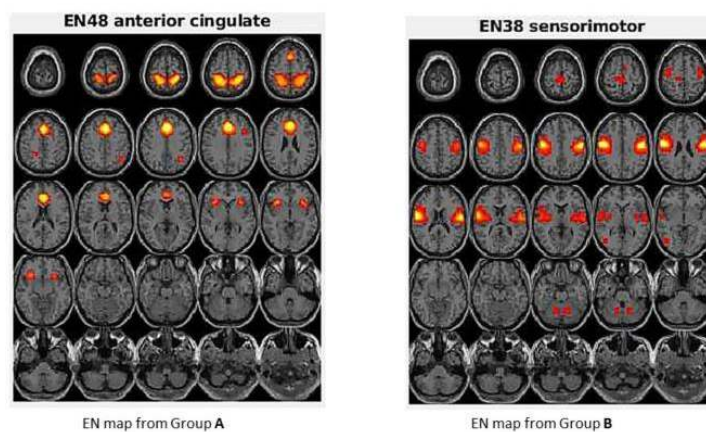 EN48 anterior cingulate
EN38 sensorimotor
EN map from Group A
EN map from Group B